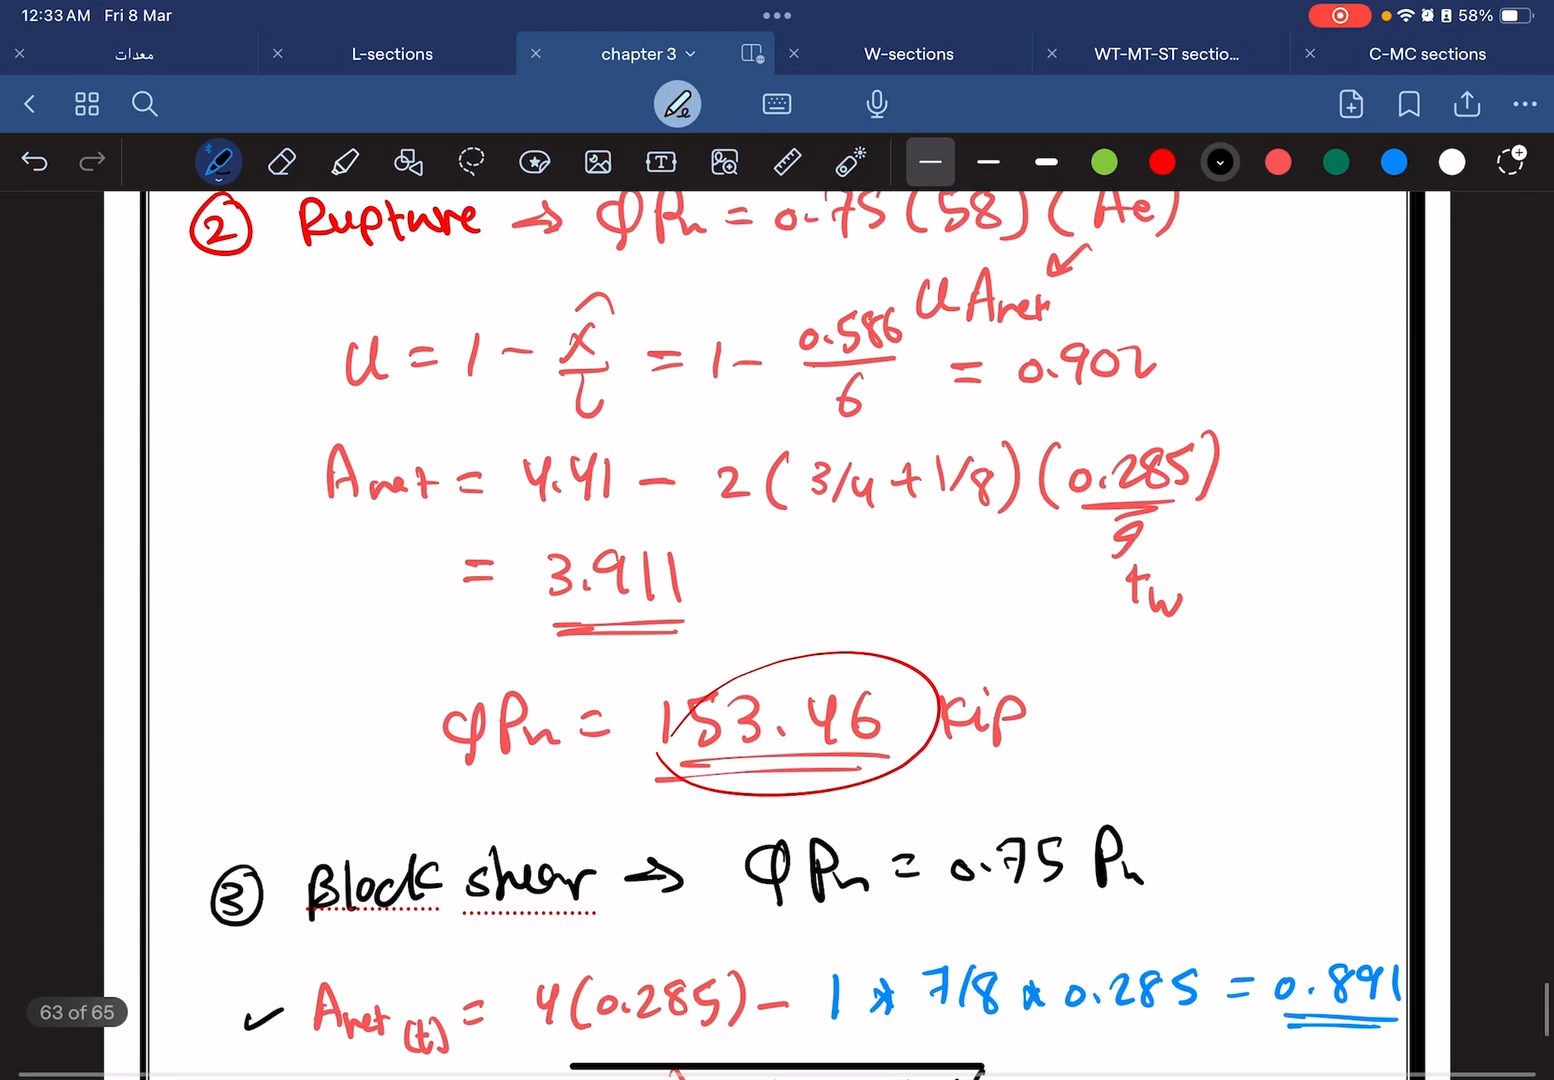 12:33 AM Fri 8 Mar
58%
معدات
L-sections
chapter 3
W-sections
WT-MT-ST sectio...
C-MC sections
② Rupture → φPn = 0.75 (58) (Ae)
U Anet
U = 1 - x̂/L = 1 - 0.586/6 = 0.902
Anet = 4.41 - 2 (3/4 + 1/8) (0.285)
tw
= 3.911
φPn = 153.46 kip
③ Block shear → φPn = 0.75 Pn
✓ Anet (t) = 4(0.285) - 1 * 7/8 * 0.285 = 0.891
63 of 65